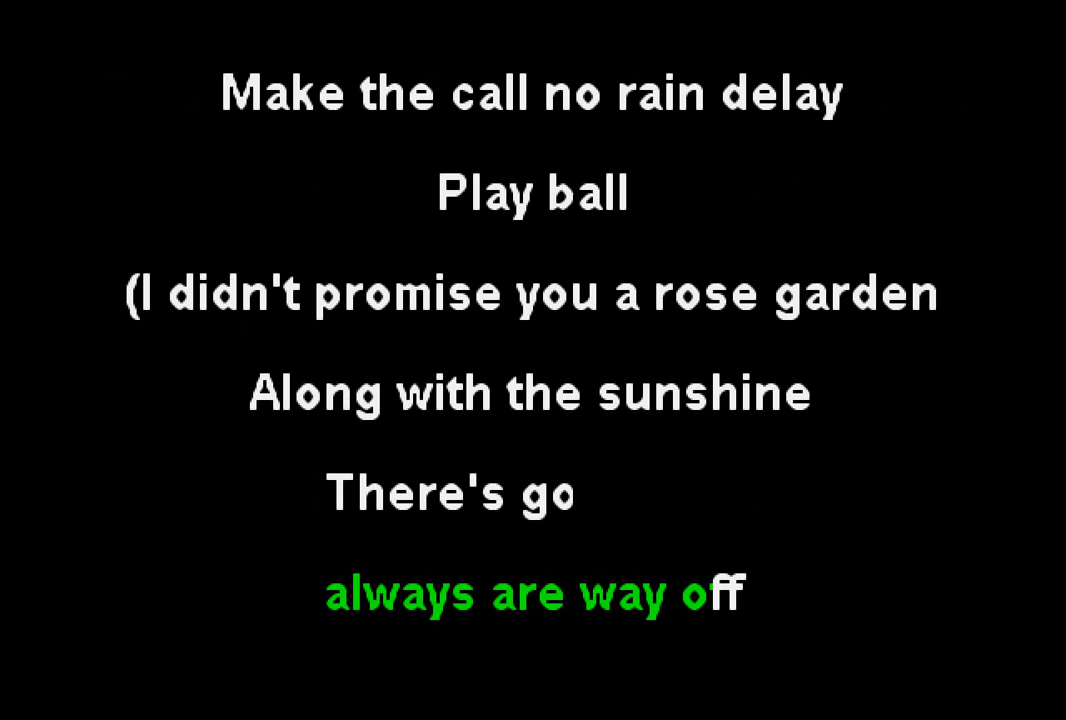 Make the call no rain delay
Play ball
(I didn't promise you a rose garden
Along with the sunshine
There's go
always are way off